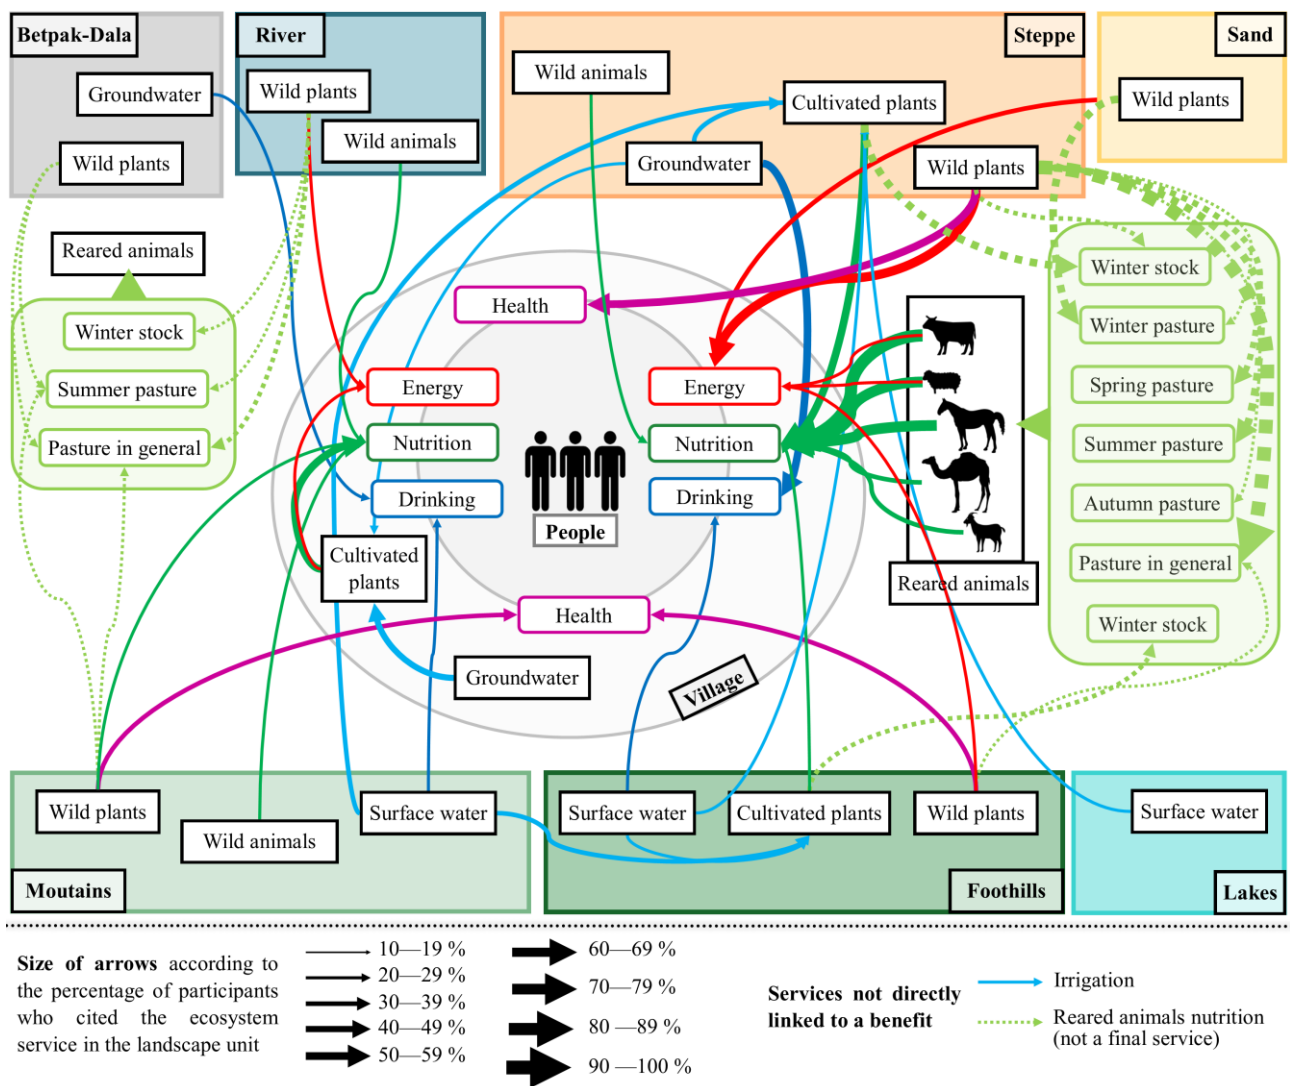 Betpak-Dala
River
Steppe
Sand
Groundwater
Wild plants
Wild plants
Wild animals
Wild animals
Cultivated plants
Groundwater
Wild plants
Wild plants
Reared animals
Winter stock
Summer pasture
Pasture in general
Health
Energy
Nutrition
Drinking
Cultivated
plants
Groundwater
People
Health
Village
Energy
Nutrition
Drinking
Reared animals
Winter stock
Winter pasture
Spring pasture
Summer pasture
Autumn pasture
Pasture in general
Winter stock
Wild plants
Wild animals
Surface water
Moutains
Surface water
Cultivated plants
Wild plants
Foothills
Surface water
Lakes
Size of arrows according to
the percentage of participants
who cited the ecosystem
service in the landscape unit
10—19 %
20—29 %
30—39 %
40—49 %
50—59 %
60—69 %
70—79 %
80 —89 %
90 —100 %
Services not directly
linked to a benefit
Irrigation
Reared animals nutrition
(not a final service)